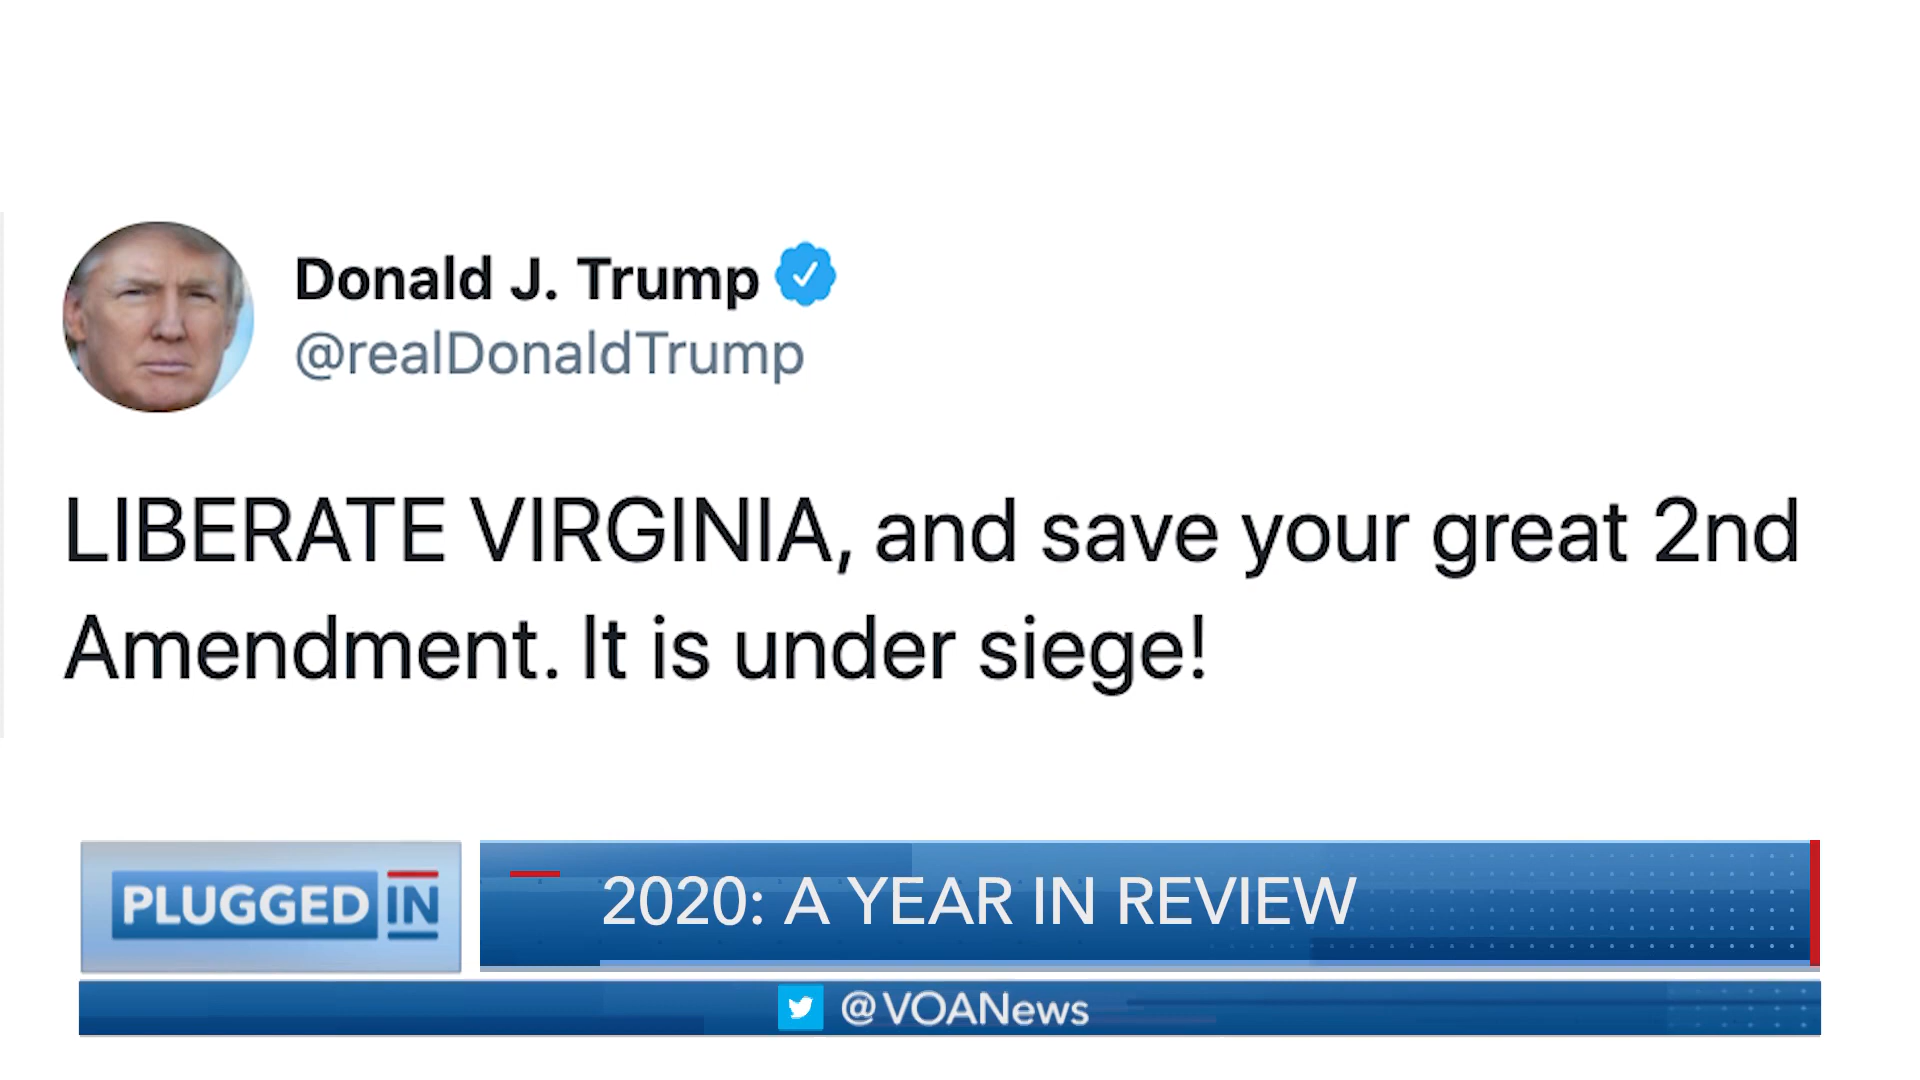 Donald J. Trump
@realDonaldTrump
LIBERATE VIRGINIA, and save your great 2nd
Amendment. It is under siege!
PLUGGED IN
2020: A YEAR IN REVIEW
@VOANews